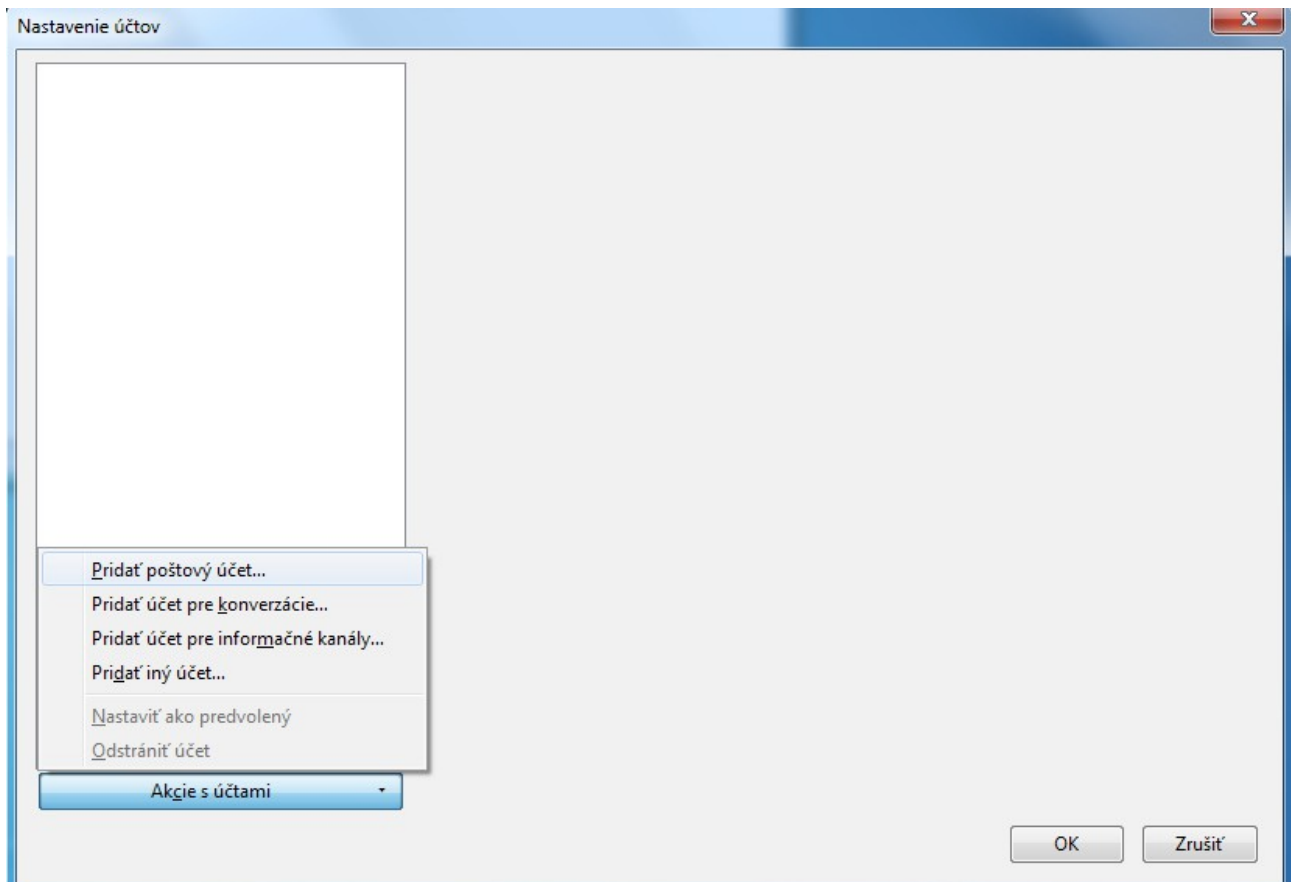 Nastavenie účtov
Pridať poštový účet...
Pridať účet pre konverzácie...
Pridať účet pre informačné kanály...
Pridať iný účet...
Nastaviť ako predvolený
Odstrániť účet
Akcie s účtami
OK
Zrušiť